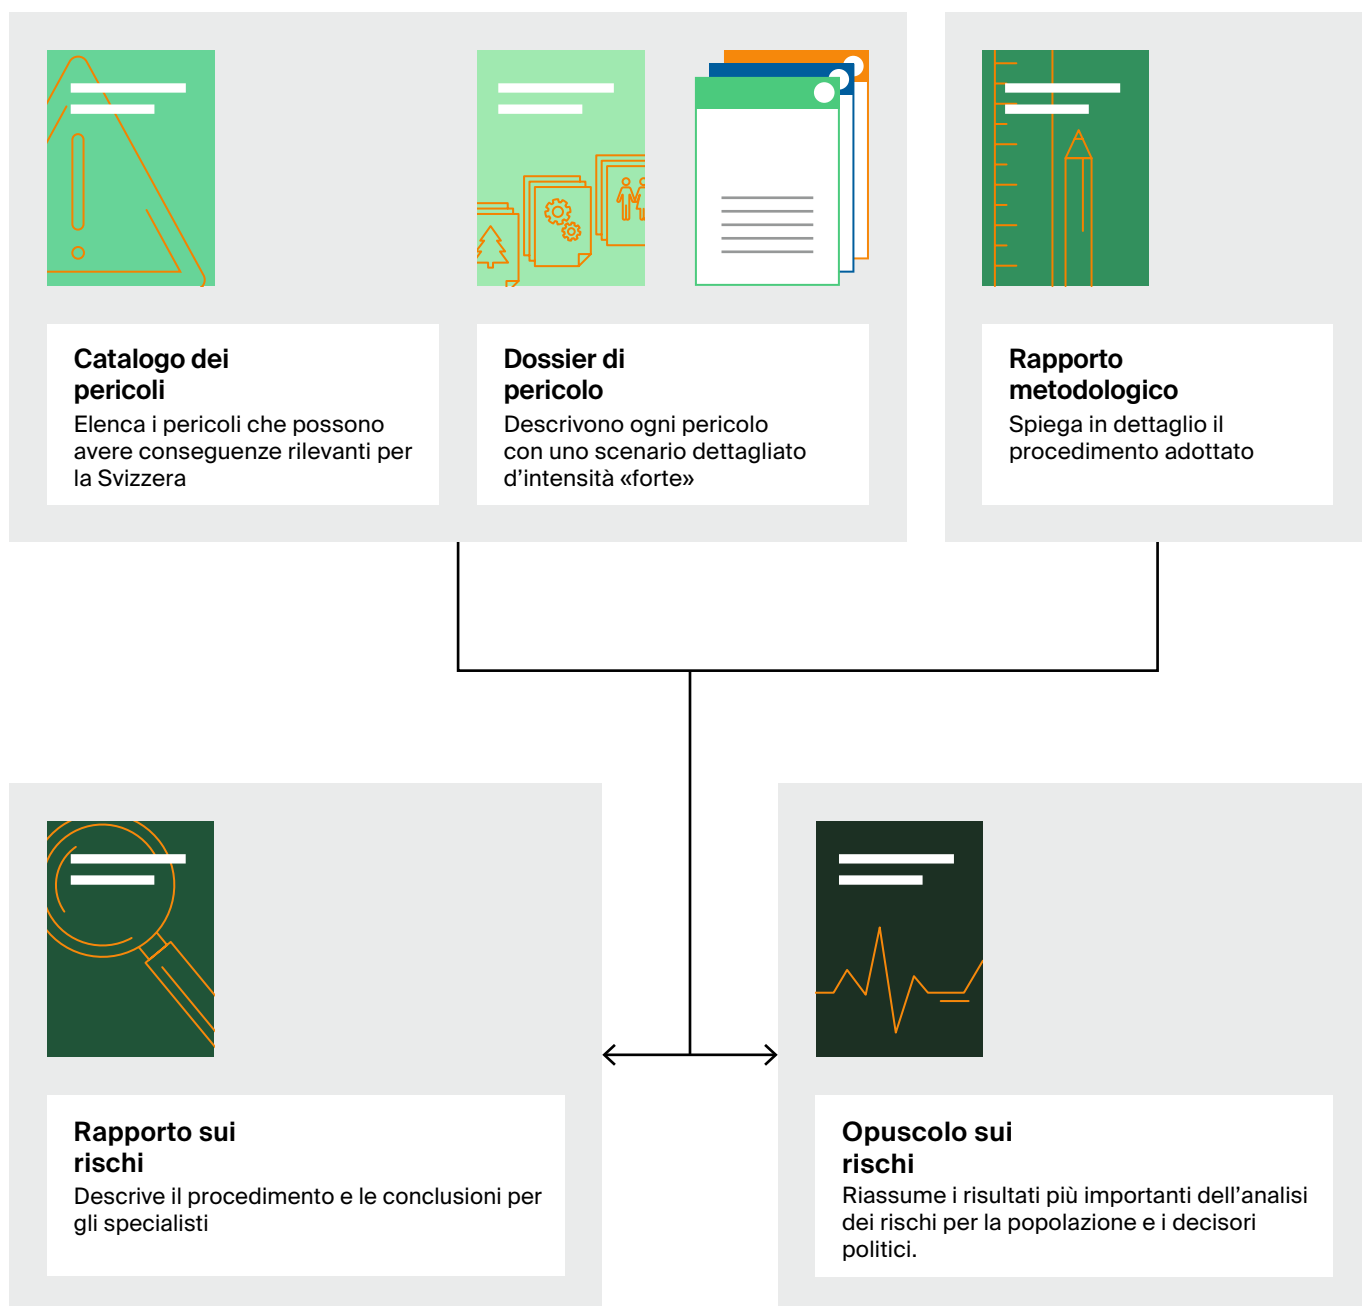 Catalogo dei
pericoli
Elenca i pericoli che possono
avere conseguenze rilevanti per
la Svizzera
Dossier di
pericolo
Descrivono ogni pericolo
con uno scenario dettagliato
d’intensità «forte»
Rapporto
metodologico
Spiega in dettaglio il
procedimento adottato
Rapporto sui
rischi
Descrive il procedimento e le conclusioni per
gli specialisti
Opuscolo sui
rischi
Riassume i risultati più importanti dell’analisi
dei rischi per la popolazione e i decisori
politici.